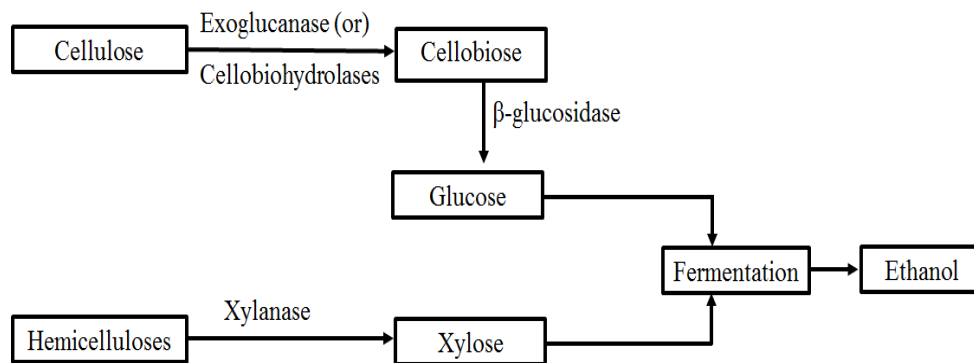 Exoglucanase (or)
Cellulose
Cellobiose
Cellobiohydrolases
β-glucosidase
Glucose
Fermentation
Ethanol
Xylanase
Hemicelluloses
Xylose